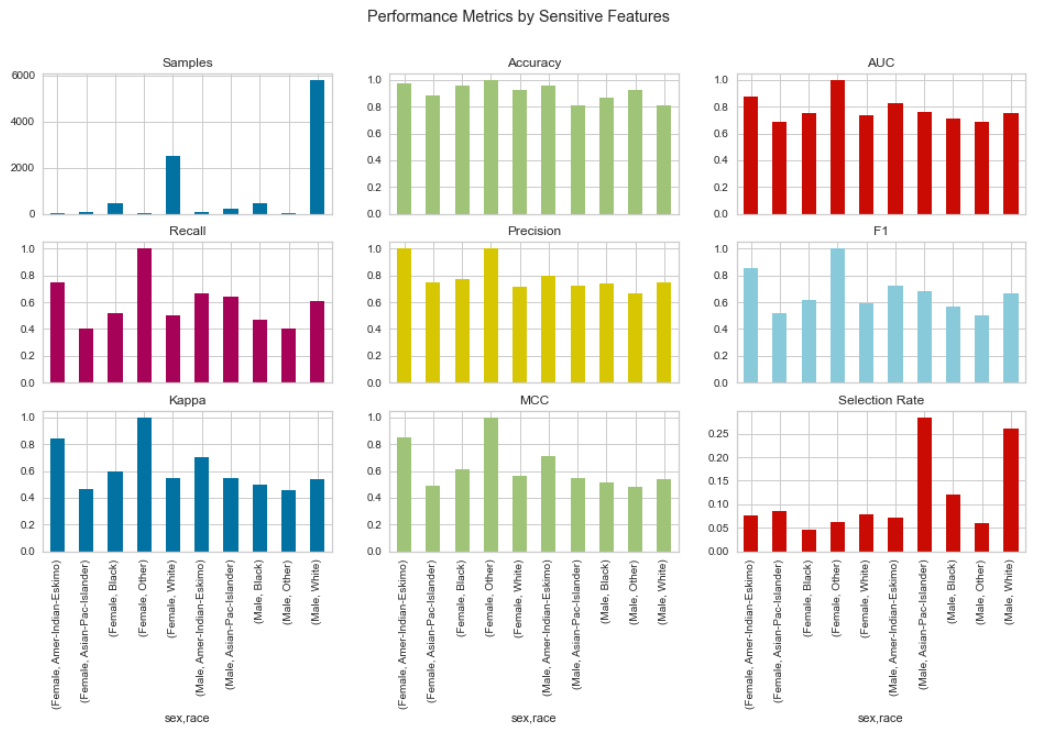 Performance Metrics by Sensitive Features
Samples
6000
4000
2000
0
Accuracy
1.0
0.8
0.6
0.4
0.2
0.0
AUC
1.0
0.8
0.6
0.4
0.2
0.0
Recall
1.0
0.8
0.6
0.4
0.2
0.0
Precision
1.0
0.8
0.6
0.4
0.2
0.0
F1
1.0
0.8
0.6
0.4
0.2
0.0
Kappa
1.0
0.8
0.6
0.4
0.2
0.0
(Female, Amer-Indian-Eskimo)
(Female, Asian-Pac-Islander)
(Female, Black)
(Female, Other)
(Female, White)
(Male, Amer-Indian-Eskimo)
(Male, Asian-Pac-Islander)
(Male, Black)
(Male, Other)
(Male, White)
sex,race
MCC
1.0
0.8
0.6
0.4
0.2
0.0
(Female, Amer-Indian-Eskimo)
(Female, Asian-Pac-Islander)
(Female, Black)
(Female, Other)
(Female, White)
(Male, Amer-Indian-Eskimo)
(Male, Asian-Pac-Islander)
(Male, Black)
(Male, Other)
(Male, White)
sex,race
Selection Rate
0.25
0.20
0.15
0.10
0.05
0.00
(Female, Amer-Indian-Eskimo)
(Female, Asian-Pac-Islander)
(Female, Black)
(Female, Other)
(Female, White)
(Male, Amer-Indian-Eskimo)
(Male, Asian-Pac-Islander)
(Male, Black)
(Male, Other)
(Male, White)
sex,race